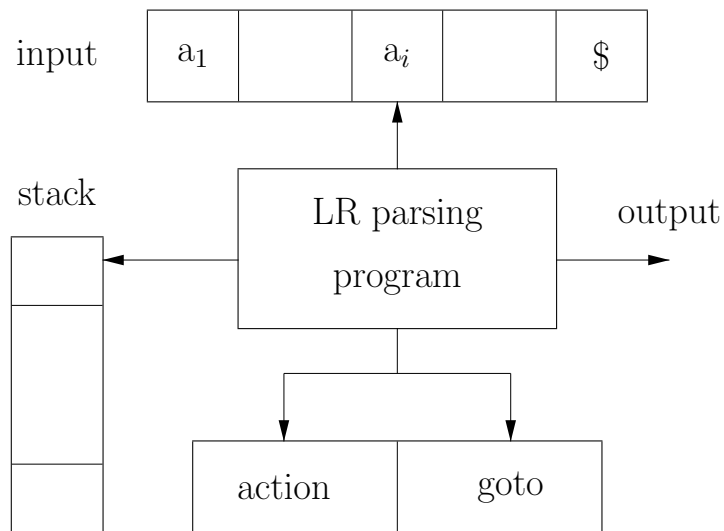 input a₁ aᵢ $
stack
LR parsing
program
output
action goto